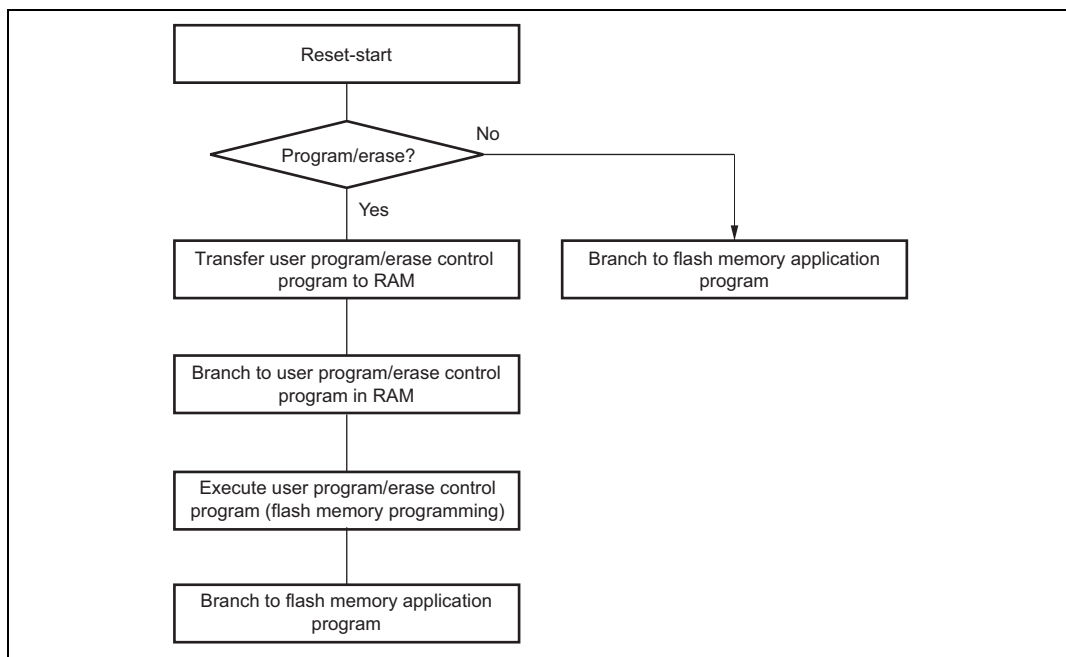 Reset-start
Program/erase?
No
Yes
Transfer user program/erase control
program to RAM
Branch to flash memory application
program
Branch to user program/erase control
program in RAM
Execute user program/erase control
program (flash memory programming)
Branch to flash memory application
program